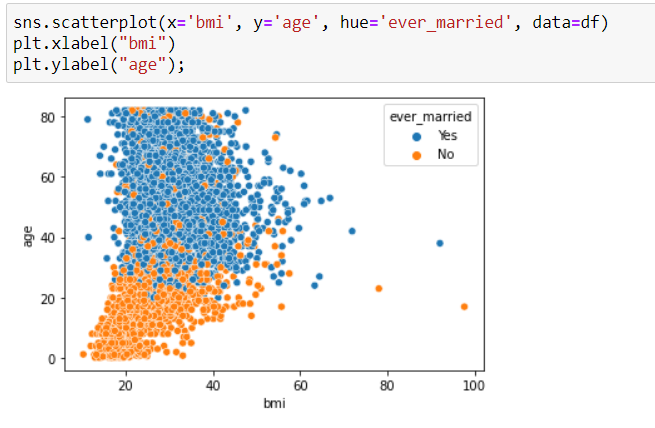 sns.scatterplot(x='bmi', y='age', hue='ever_married', data=df)
plt.xlabel("bmi")
plt.ylabel("age");
ever_married
Yes
No
80
60
40
20
0
age
20 40 60 80 100
bmi